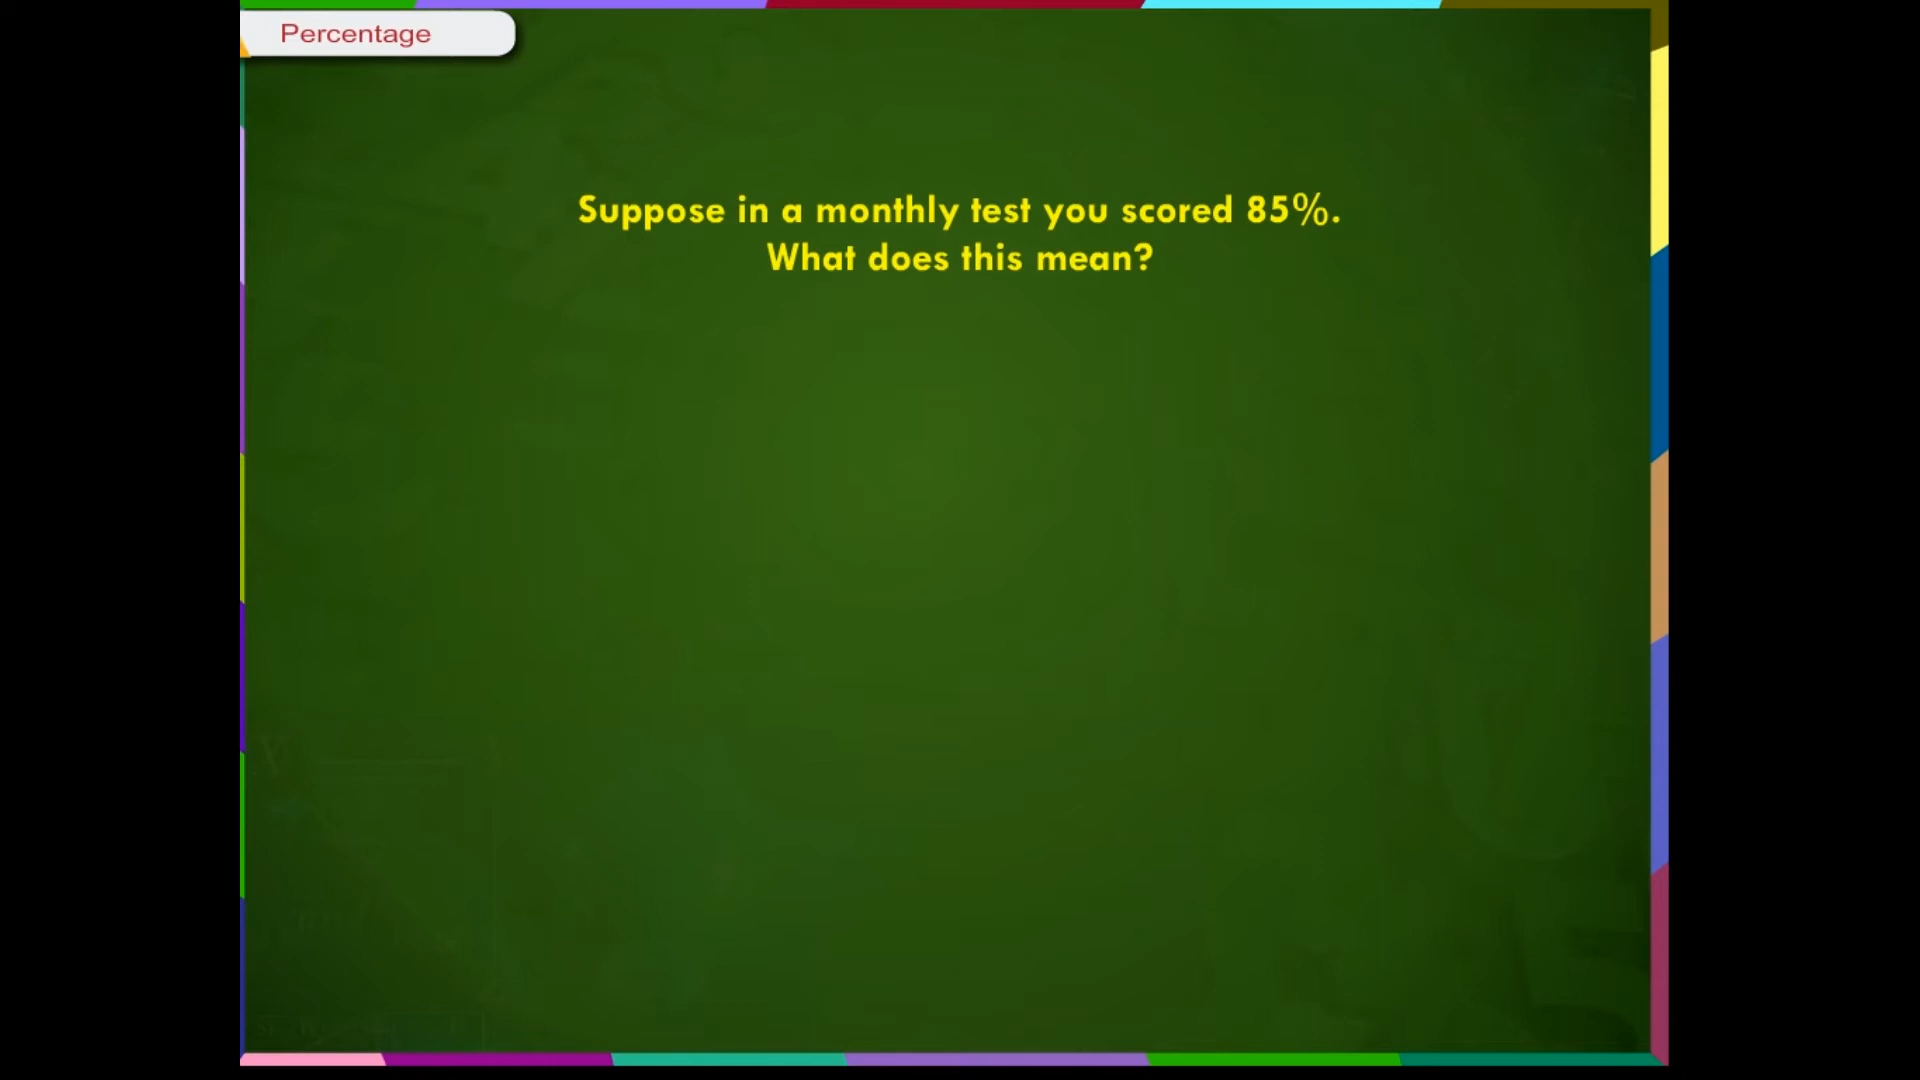 Percentage
Suppose in a monthly test you scored 85%.
What does this mean?